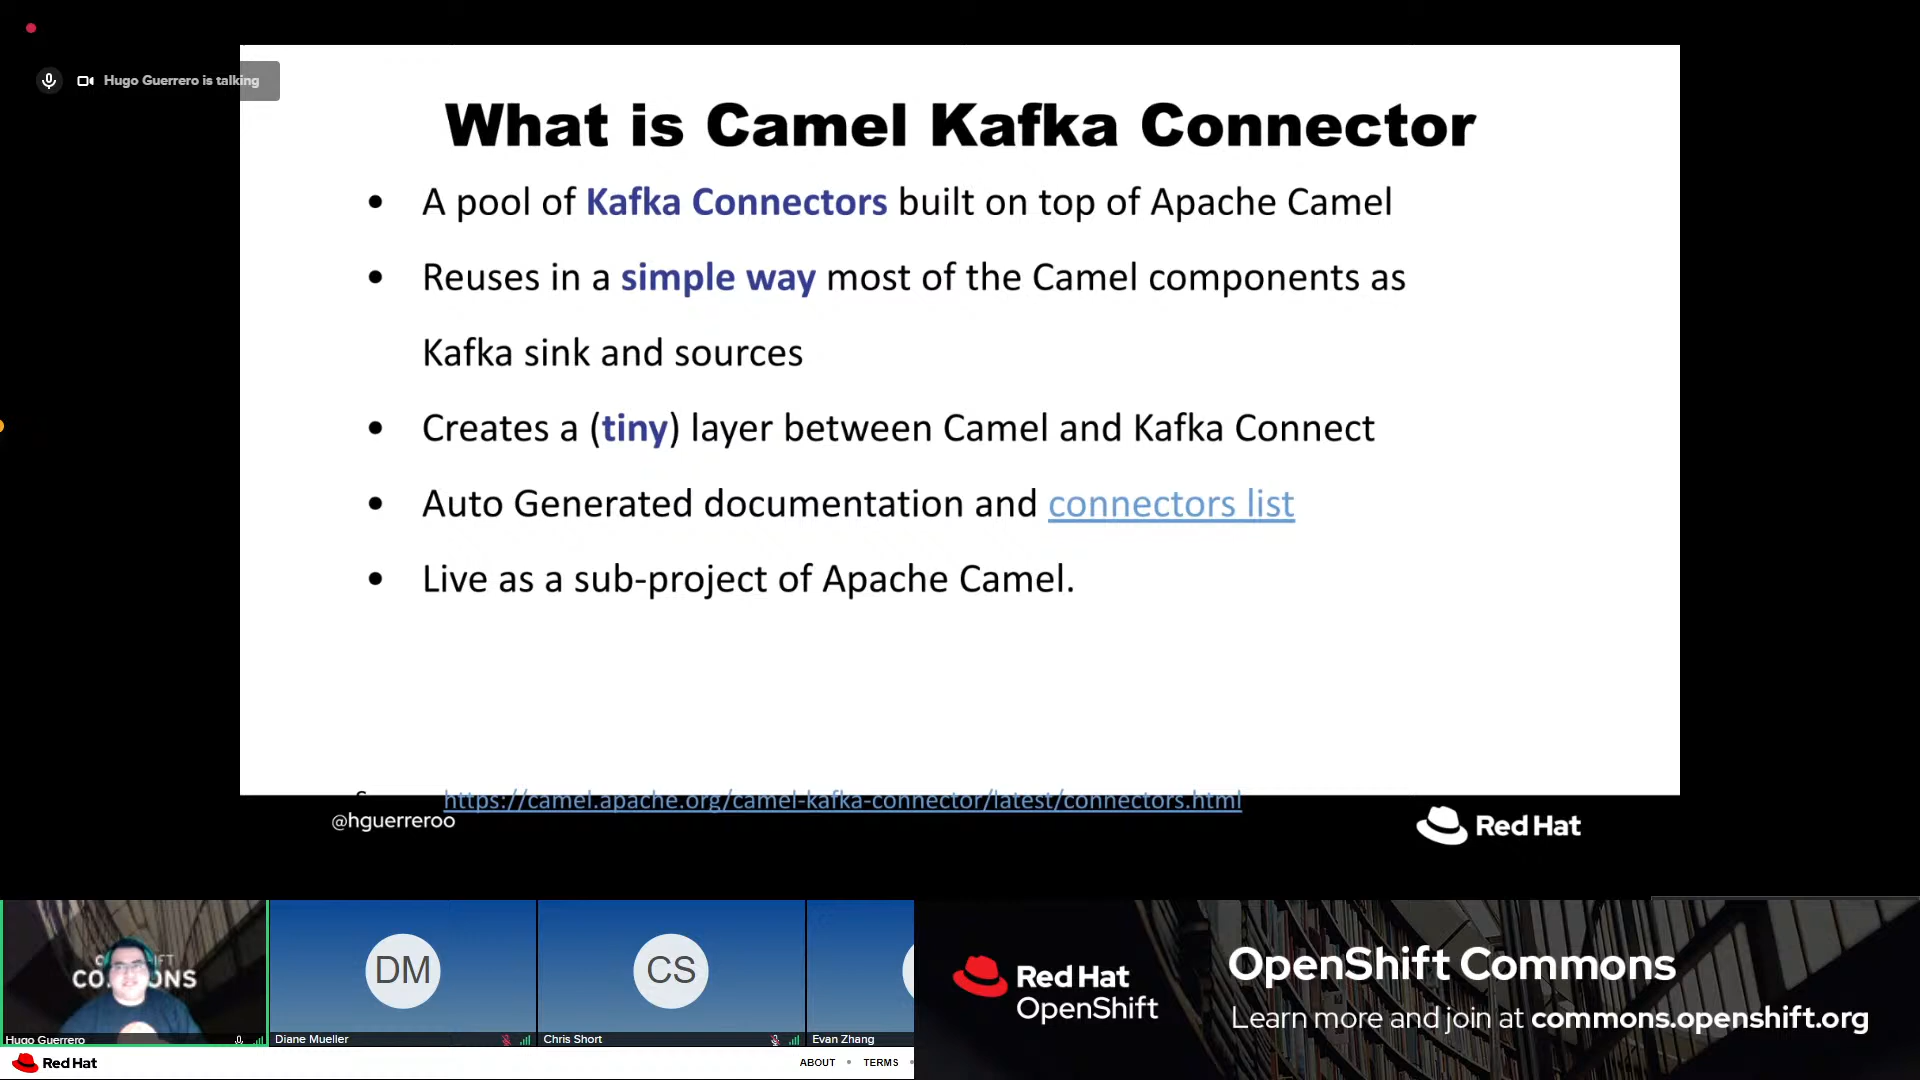 Hugo Guerrero is talking
What is Camel Kafka Connector
• A pool of Kafka Connectors built on top of Apache Camel
• Reuses in a simple way most of the Camel components as
Kafka sink and sources
• Creates a (tiny) layer between Camel and Kafka Connect
• Auto Generated documentation and connectors list
• Live as a sub-project of Apache Camel.
https://camel.apache.org/camel-kafka-connector/latest/connectors.html
@hguerreroo
Red Hat
DM
CS
Hugo Guerrero
Diane Mueller
Chris Short
Evan Zhang
Red Hat
ABOUT • TERMS
Red Hat
OpenShift
OpenShift Commons
Learn more and join at commons.openshift.org